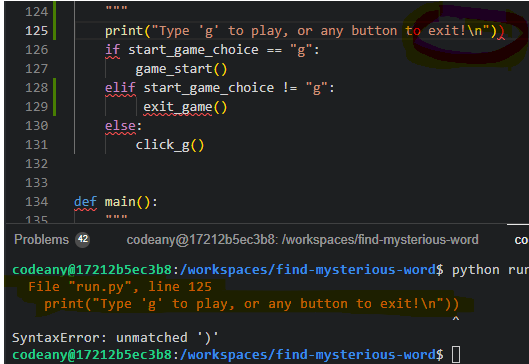 124 """
125 print("Type 'g' to play, or any button to exit!\n"))
126 if start_game_choice == "g":
127 game_start()
128 elif start_game_choice != "g":
129 exit_game()
130 else:
131 click_g()
132
133
134 def main():
135 """
Problems 42 codeany@17212b5ec3b8: /workspaces/find-mysterious-word co
codeany@17212b5ec3b8:/workspaces/find-mysterious-word$ python run
File "run.py", line 125
print("Type 'g' to play, or any button to exit!\n"))
^
SyntaxError: unmatched ')'
codeany@17212b5ec3b8:/workspaces/find-mysterious-word$